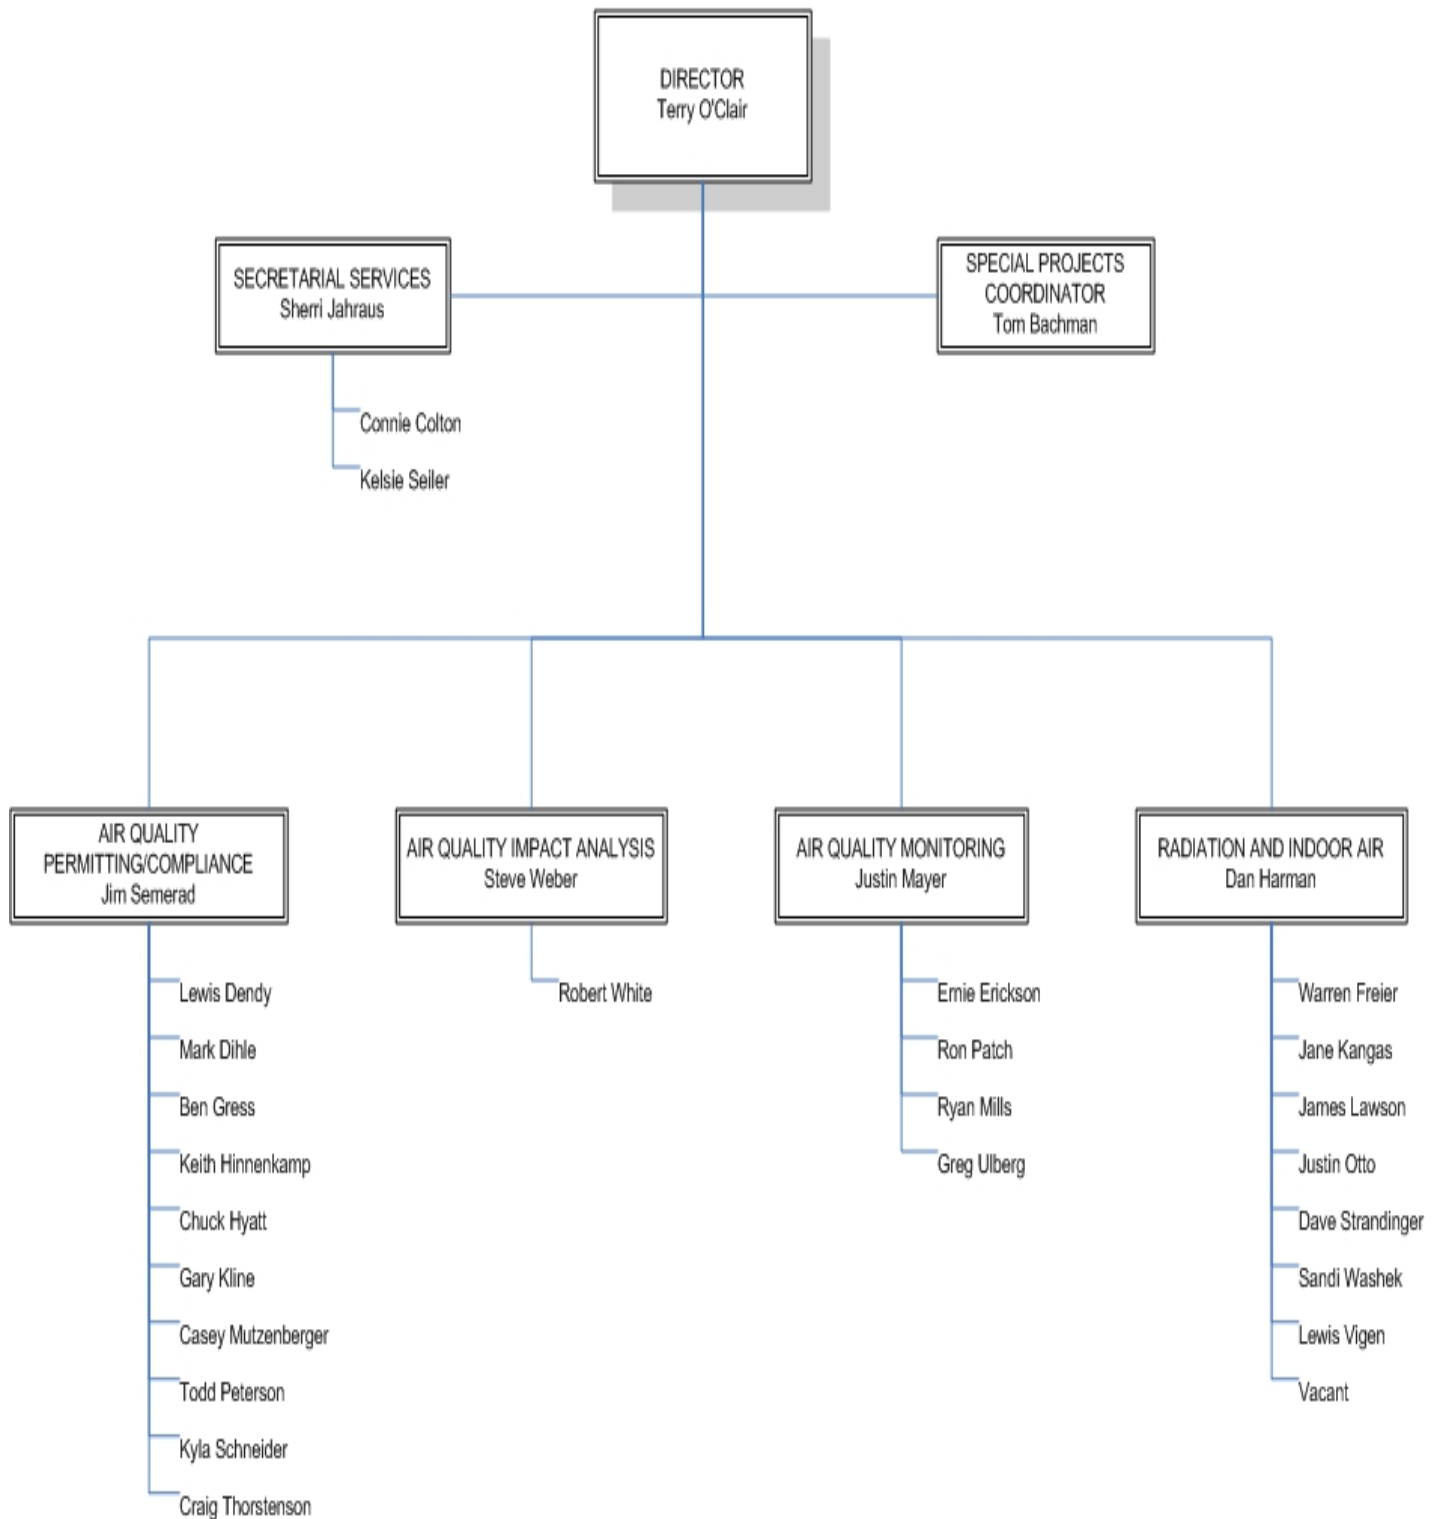 DIRECTOR
Terry O'Clair
SECRETARIAL SERVICES
Sherri Jahraus
SPECIAL PROJECTS
COORDINATOR
Tom Bachman
Connie Colton
Kelsie Seiler
AIR QUALITY
PERMITTING/COMPLIANCE
Jim Semerad
AIR QUALITY IMPACT ANALYSIS
Steve Weber
AIR QUALITY MONITORING
Justin Mayer
RADIATION AND INDOOR AIR
Dan Harman
Lewis Dendy
Mark Dihle
Ben Gress
Keith Hinnenkamp
Chuck Hyatt
Gary Kline
Casey Mutzenberger
Todd Peterson
Kyla Schneider
Craig Thorstenson
Robert White
Ernie Erickson
Ron Patch
Ryan Mills
Greg Ulberg
Warren Freier
Jane Kangas
James Lawson
Justin Otto
Dave Strandinger
Sandi Washek
Lewis Vigen
Vacant